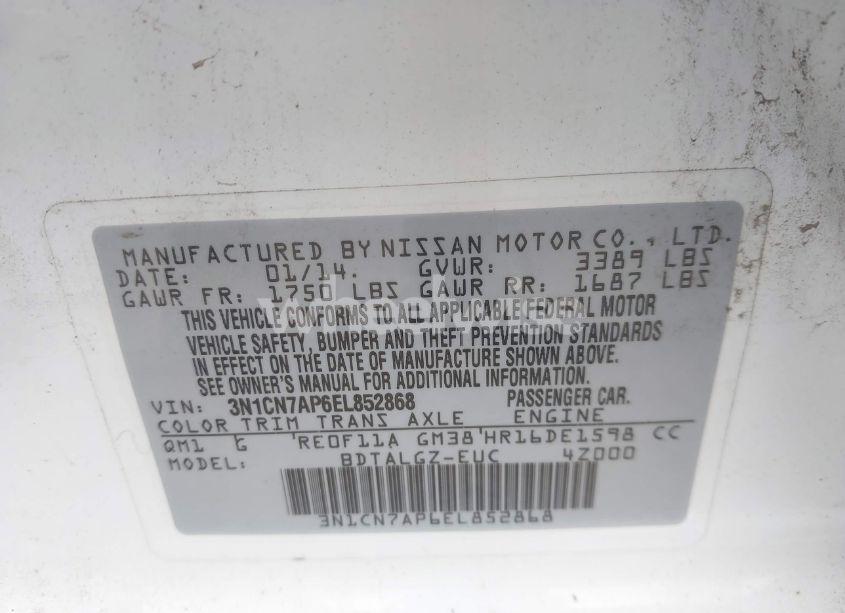 MANUFACTURED BY NISSAN MOTOR CO., LTD.
DATE: 01/14. GVWR: 3389 LBS
GAWR FR: 1750 LBS GAWR RR: 1687 LBS
THIS VEHICLE CONFORMS TO ALL APPLICABLE FEDERAL MOTOR
VEHICLE SAFETY, BUMPER AND THEFT PREVENTION STANDARDS
IN EFFECT ON THE DATE OF MANUFACTURE SHOWN ABOVE.
SEE OWNER'S MANUAL FOR ADDITIONAL INFORMATION.
VIN: 3N1CN7AP6EL852868 PASSENGER CAR.
COLOR TRIM TRANS AXLE ENGINE
QM1 G RE0F11A GM38 HR16DE1598 CC
MODEL: BDTALGZ-EUC 4Z000
3N1CN7AP6EL852868